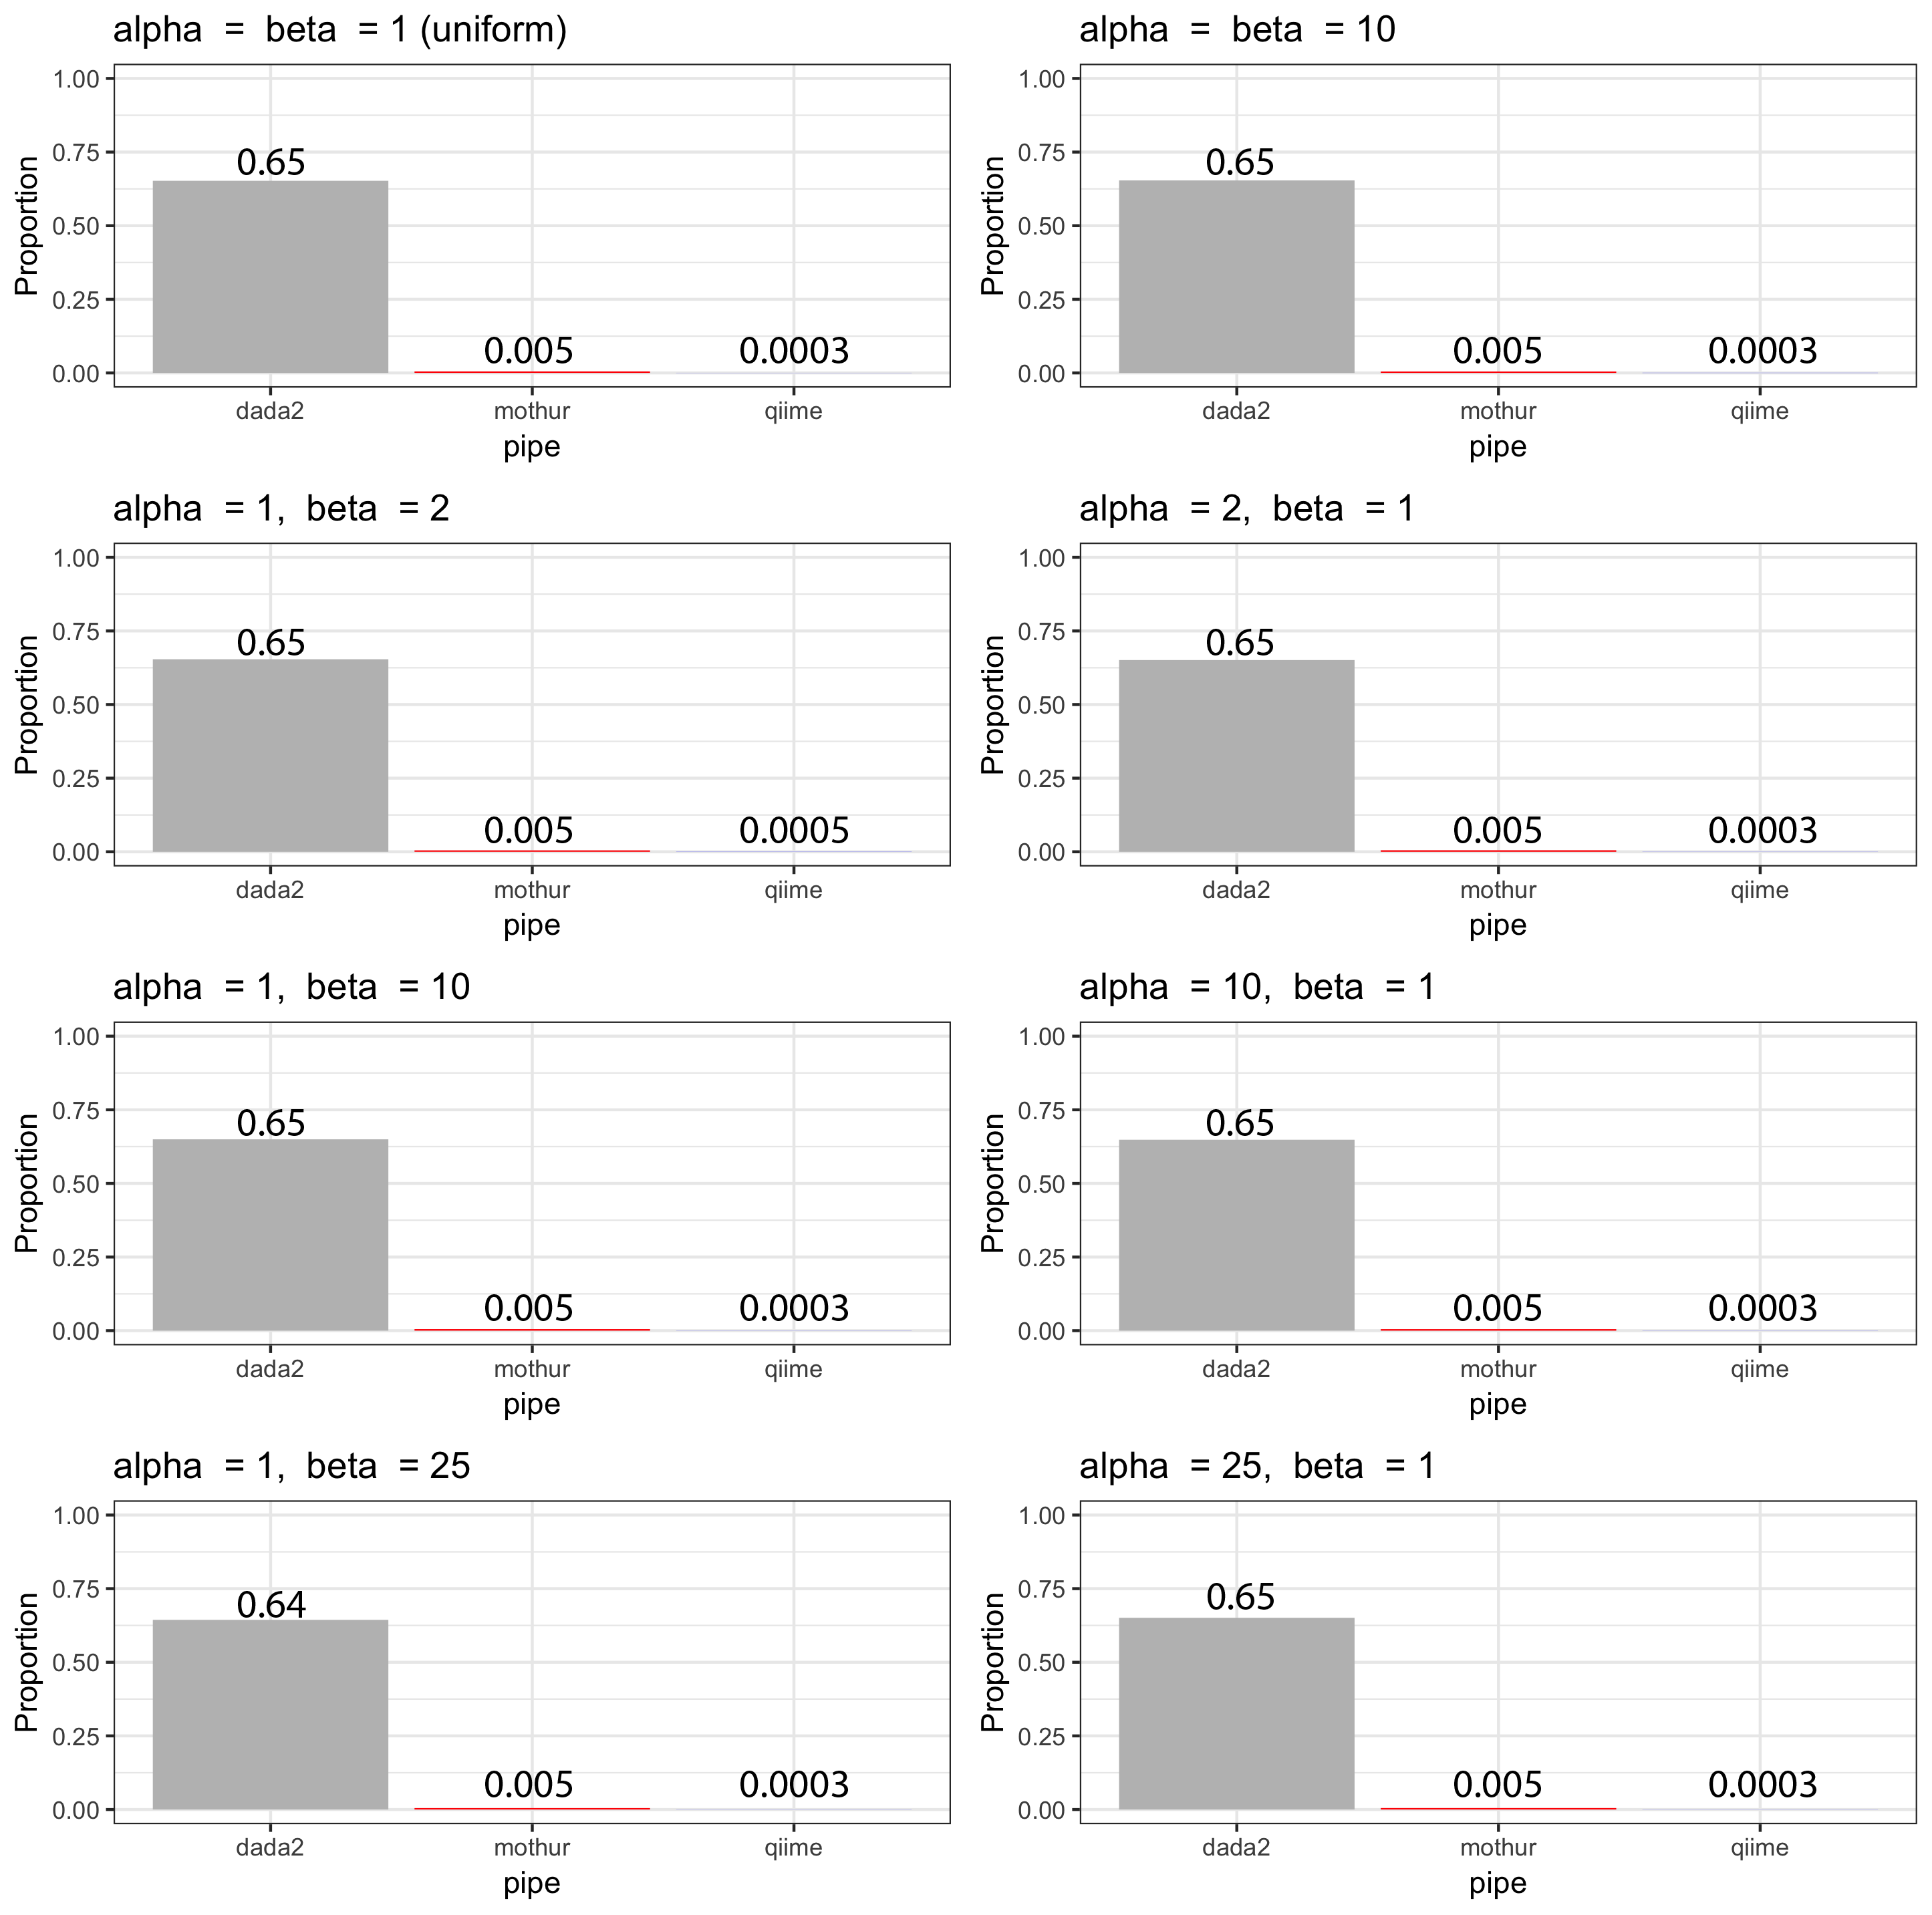 alpha = beta = 1 (uniform)
1.00
0.75
0.50
0.25
0.00
Proportion
0.65
0.005
0.0003
dada2 mothur qiime
pipe
alpha = beta = 10
1.00
0.75
0.50
0.25
0.00
Proportion
0.65
0.005
0.0003
dada2 mothur qiime
pipe
alpha = 1, beta = 2
1.00
0.75
0.50
0.25
0.00
Proportion
0.65
0.005
0.0005
dada2 mothur qiime
pipe
alpha = 2, beta = 1
1.00
0.75
0.50
0.25
0.00
Proportion
0.65
0.005
0.0003
dada2 mothur qiime
pipe
alpha = 1, beta = 10
1.00
0.75
0.50
0.25
0.00
Proportion
0.65
0.005
0.0003
dada2 mothur qiime
pipe
alpha = 10, beta = 1
1.00
0.75
0.50
0.25
0.00
Proportion
0.65
0.005
0.0003
dada2 mothur qiime
pipe
alpha = 1, beta = 25
1.00
0.75
0.50
0.25
0.00
Proportion
0.64
0.005
0.0003
dada2 mothur qiime
pipe
alpha = 25, beta = 1
1.00
0.75
0.50
0.25
0.00
Proportion
0.65
0.005
0.0003
dada2 mothur qiime
pipe